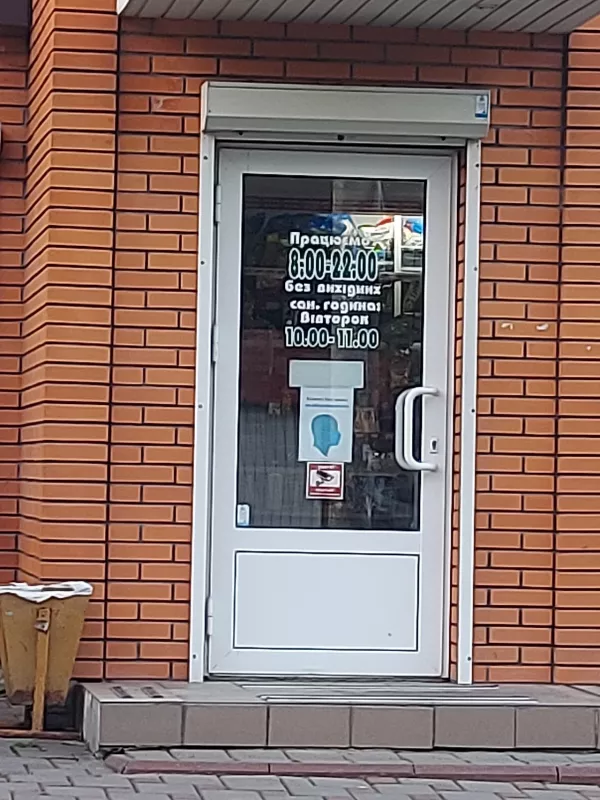 Працюємо:
8:00-22:00
без вихідних
сан. година:
Вівторок
10.00-11.00